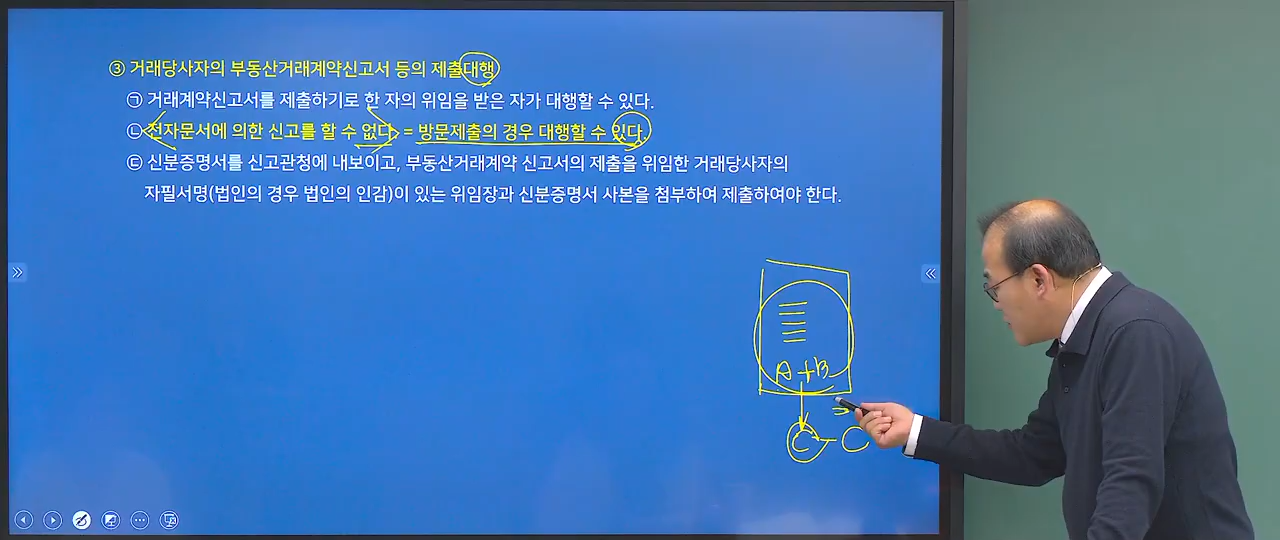 ③ 거래당사자의 부동산거래계약신고서 등의 제출대행
㉠ 거래계약신고서를 제출하기로 한 자의 위임을 받은 자가 대행할 수 있다.
㉡ 전자문서에 의한 신고를 할 수 없다 = 방문제출의 경우 대행할 수 있다.
㉢ 신분증명서를 신고관청에 내보이고, 부동산거래계약 신고서의 제출을 위임한 거래당사자의
자필서명(법인의 경우 법인의 인감)이 있는 위임장과 신분증명서 사본을 첨부하여 제출하여야 한다.
A + B
C - C